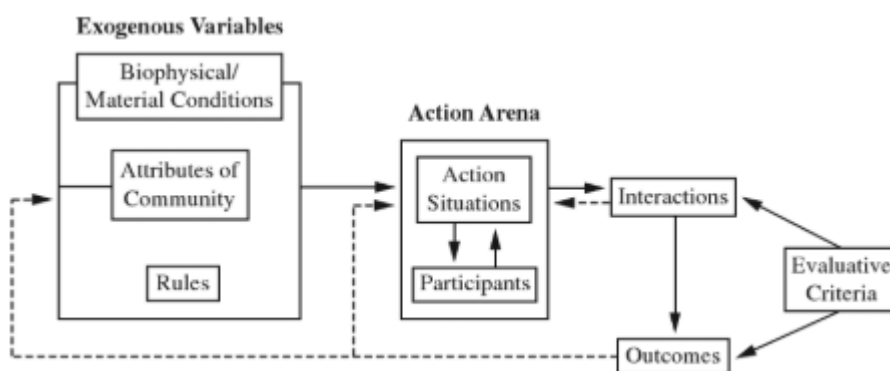 Exogenous Variables
Biophysical/
Material Conditions
Attributes of
Community
Rules
Action Arena
Action
Situations
Participants
Interactions
Outcomes
Evaluative
Criteria